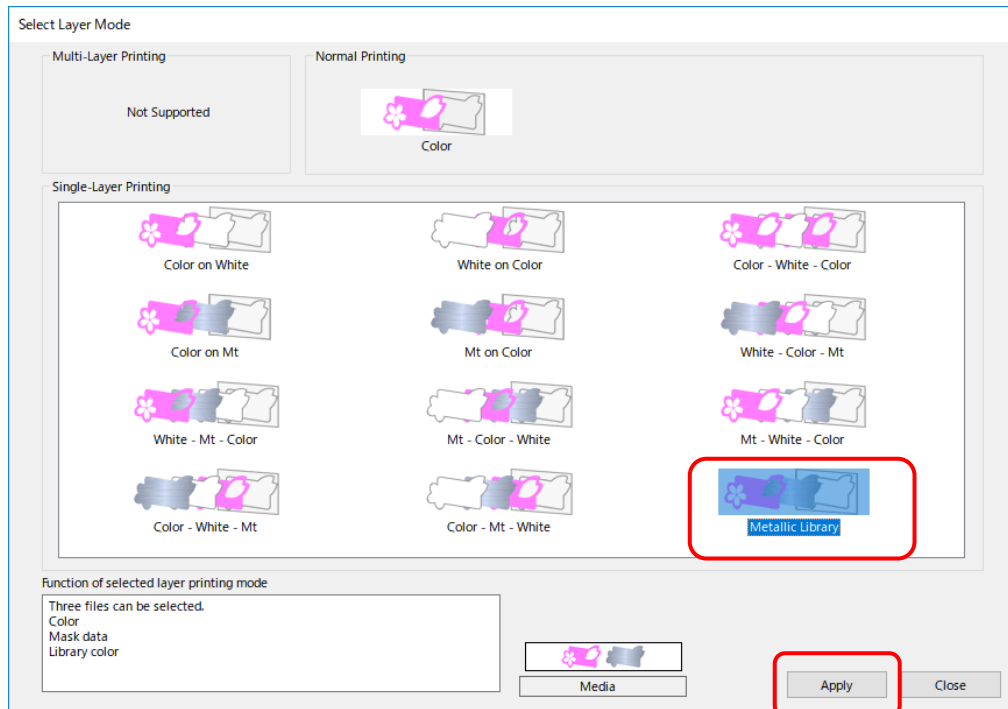 Select Layer Mode
Multi-Layer Printing
Normal Printing
Not Supported
Color
Single-Layer Printing
Color on White
White on Color
Color - White - Color
Color on Mt
Mt on Color
White - Color - Mt
White - Mt - Color
Mt - Color - White
Mt - White - Color
Color - White - Mt
Color - Mt - White
Metallic Library
Function of selected layer printing mode
Three files can be selected.
Color
Mask data
Library color
Media
Apply
Close